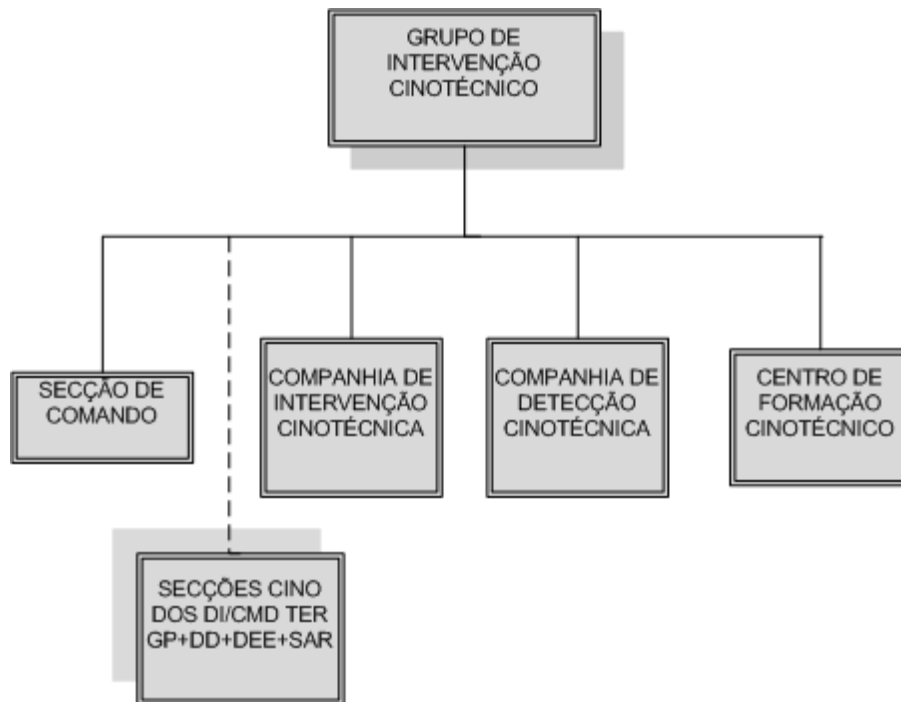 GRUPO DE
INTERVENÇÃO
CINOTÉCNICO
SECÇÃO DE
COMANDO
COMPANHIA DE
INTERVENÇÃO
CINOTÉCNICA
COMPANHIA DE
DETECÇÃO
CINOTÉCNICA
CENTRO DE
FORMAÇÃO
CINOTÉCNICO
SECÇÕES CINO
DOS DI/CMD TER
GP+DD+DEE+SAR